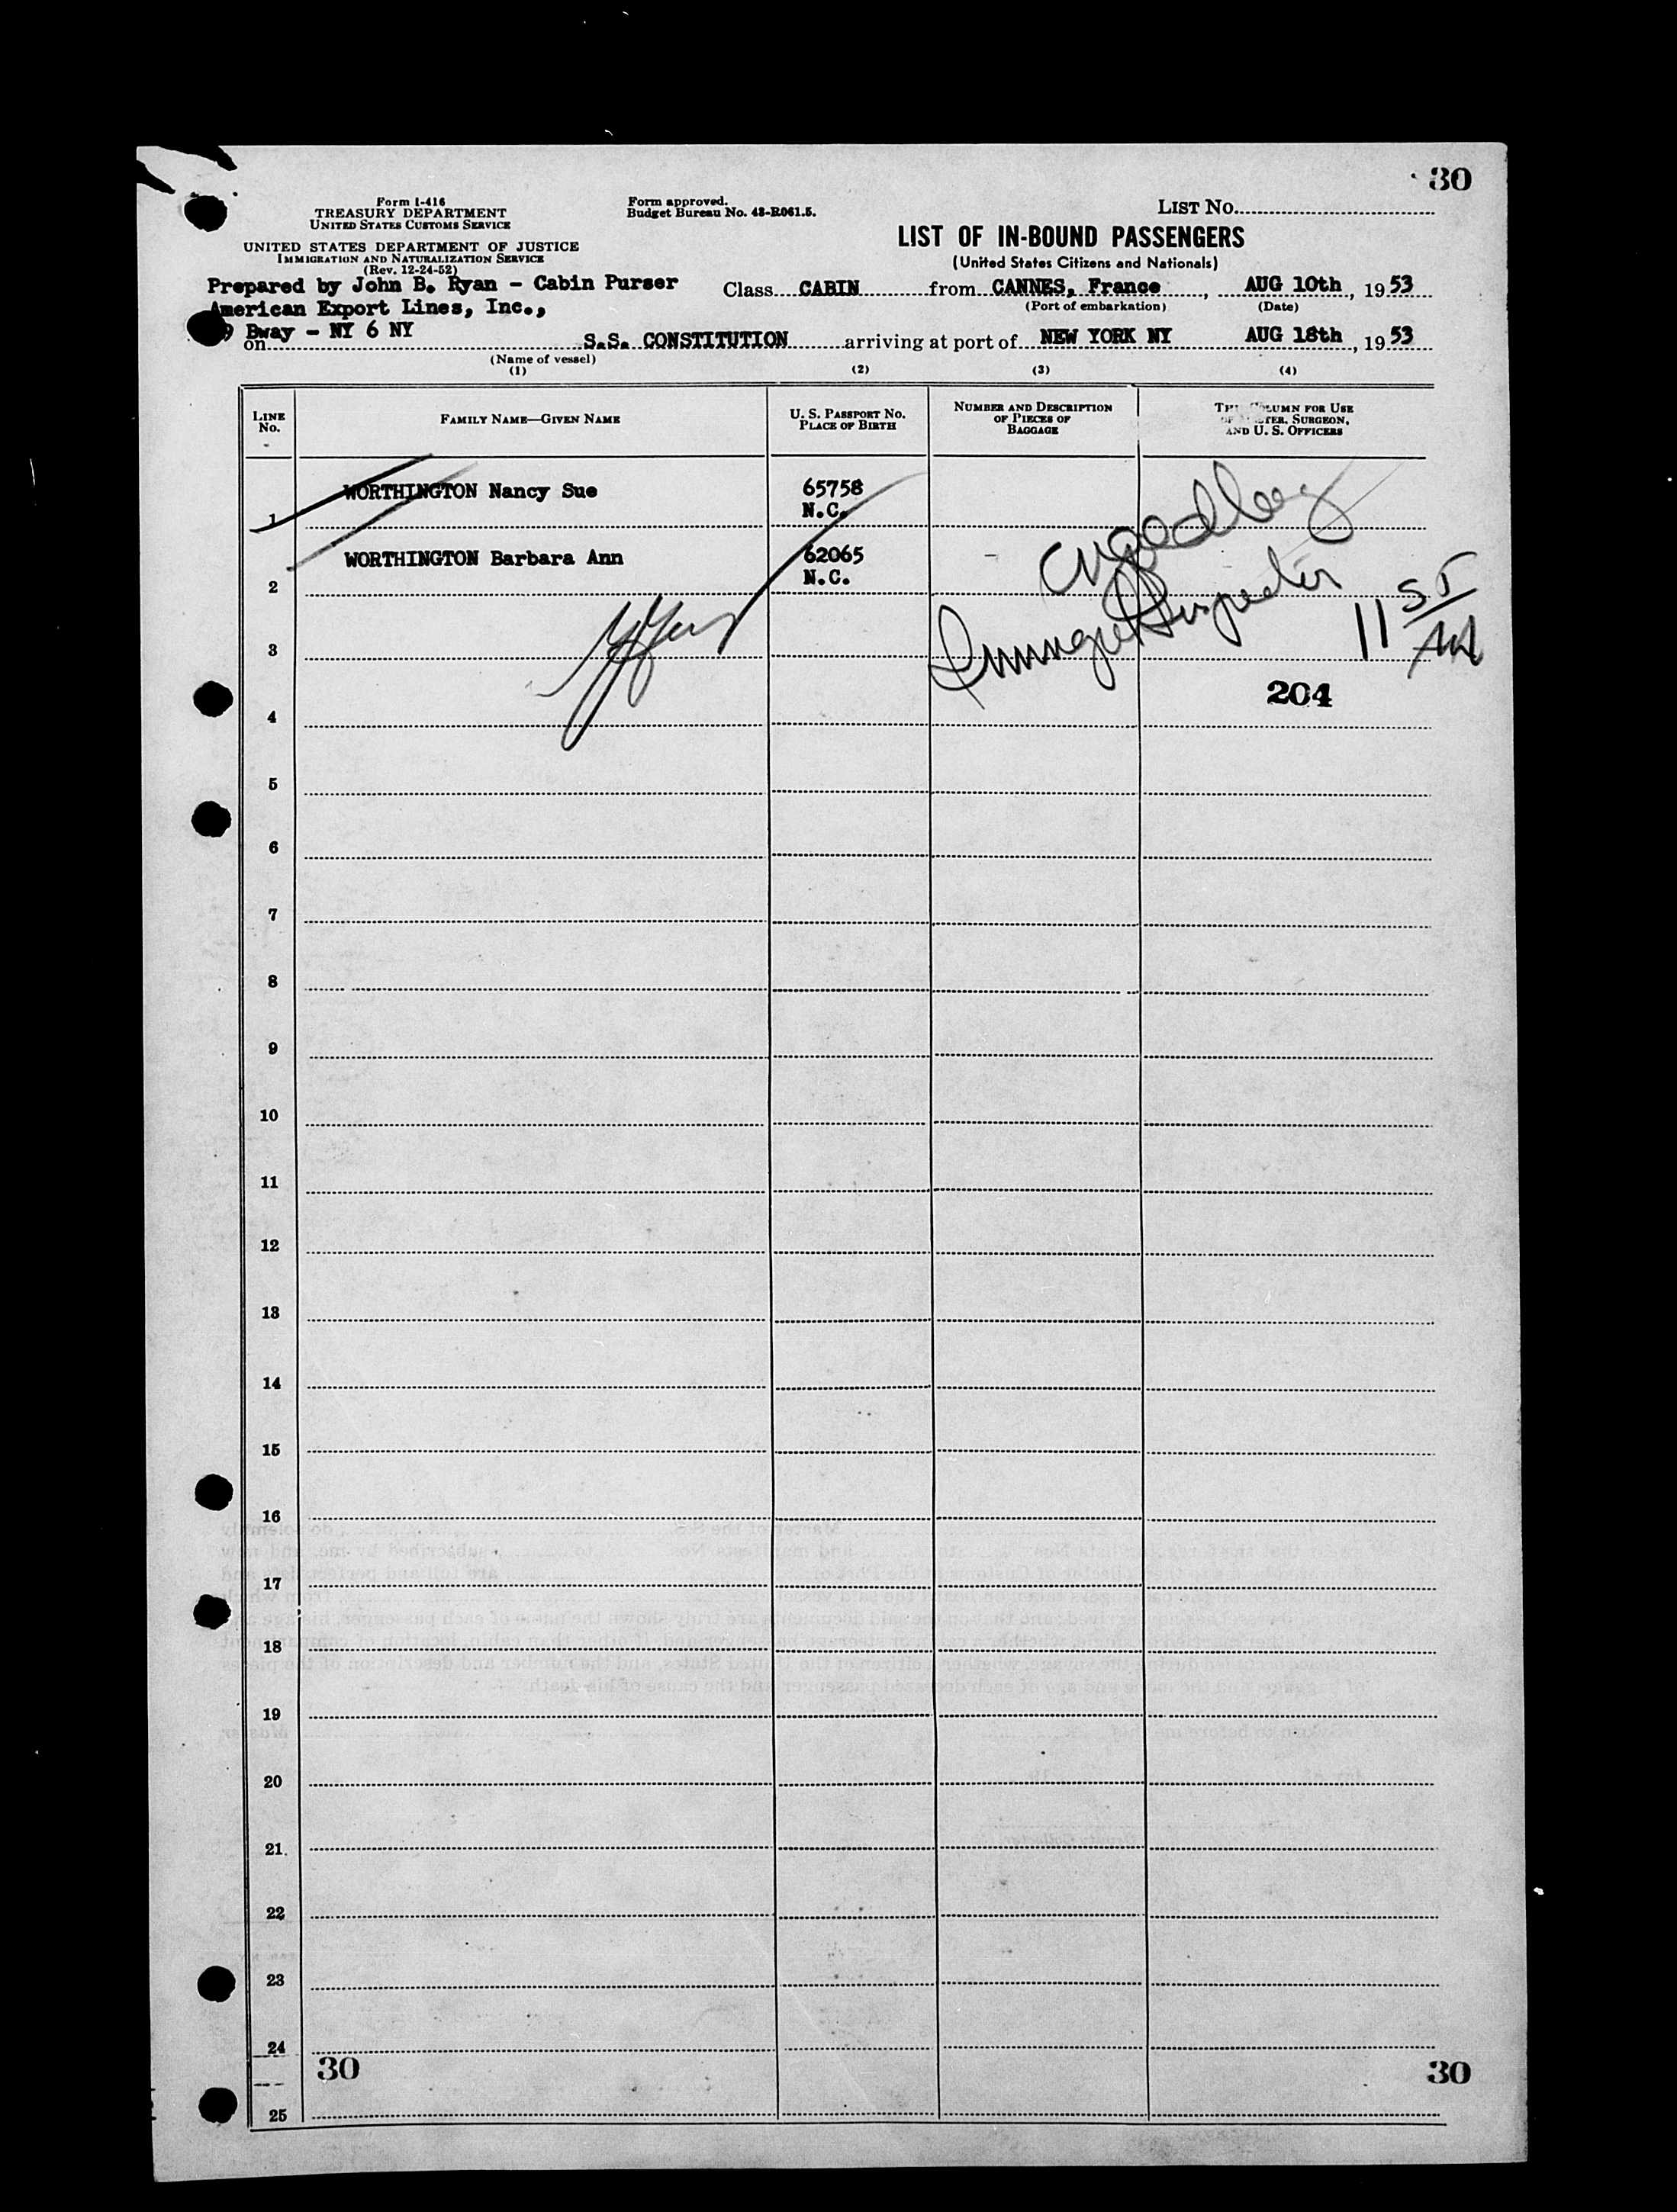 30
Form I-416
TREASURY DEPARTMENT
UNITED STATES CUSTOMS SERVICE
UNITED STATES DEPARTMENT OF JUSTICE
IMMIGRATION AND NATURALIZATION SERVICE
(Rev. 12-24-52)
Form approved.
Budget Bureau No. 43-R061.5.
LIST No.
LIST OF IN-BOUND PASSENGERS
(United States Citizens and Nationals)
Prepared by John B. Ryan - Cabin Purser
American Export Lines, Inc.,
9 Bway - NY 6 NY
Class CABIN from CANNES, France, AUG 10th, 1953
(Port of embarkation) (Date)
on S.S. CONSTITUTION arriving at port of NEW YORK NY AUG 18th, 1953
(Name of vessel)
(1) (2) (3) (4)
LINE No.
FAMILY NAME—GIVEN NAME
U. S. PASSPORT NO.
PLACE OF BIRTH
NUMBER AND DESCRIPTION
OF PIECES OF
BAGGAGE
COLUMN FOR USE
SURGEON,
AND U. S. OFFICERS
1 WORTHINGTON Nancy Sue 65758
N.C.
2 WORTHINGTON Barbara Ann 62065
N.C.
Inspector
11
3
204
4
5
6
7
8
9
10
11
12
13
14
15
16
17
18
19
20
21
22
23
24
30 30
25